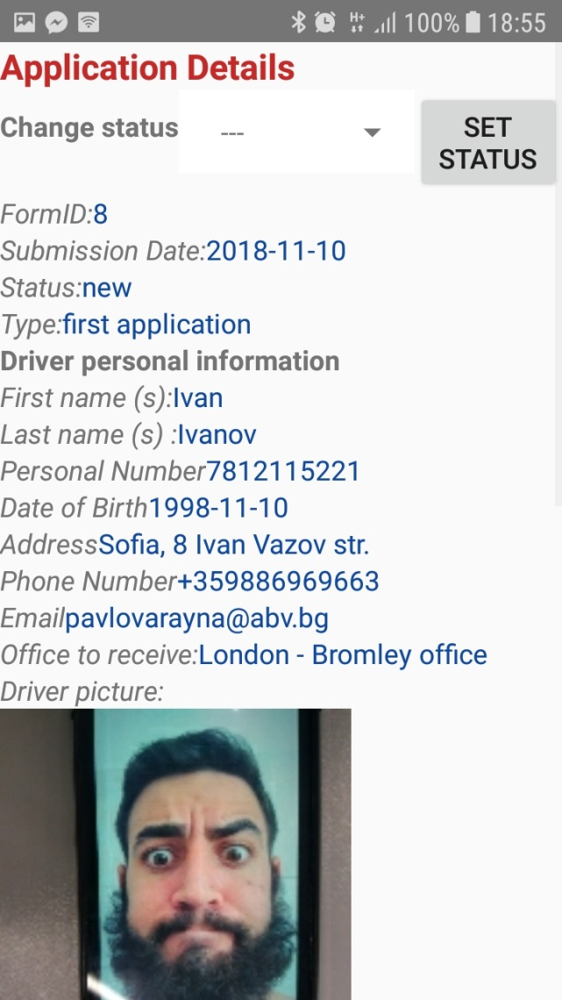 H+ 100% 18:55
Application Details
Change status --- SET STATUS
FormID:8
Submission Date:2018-11-10
Status:new
Type:first application
Driver personal information
First name (s):Ivan
Last name (s) :Ivanov
Personal Number7812115221
Date of Birth1998-11-10
AddressSofia, 8 Ivan Vazov str.
Phone Number+359886969663
Emailpavlovarayna@abv.bg
Office to receive:London - Bromley office
Driver picture: